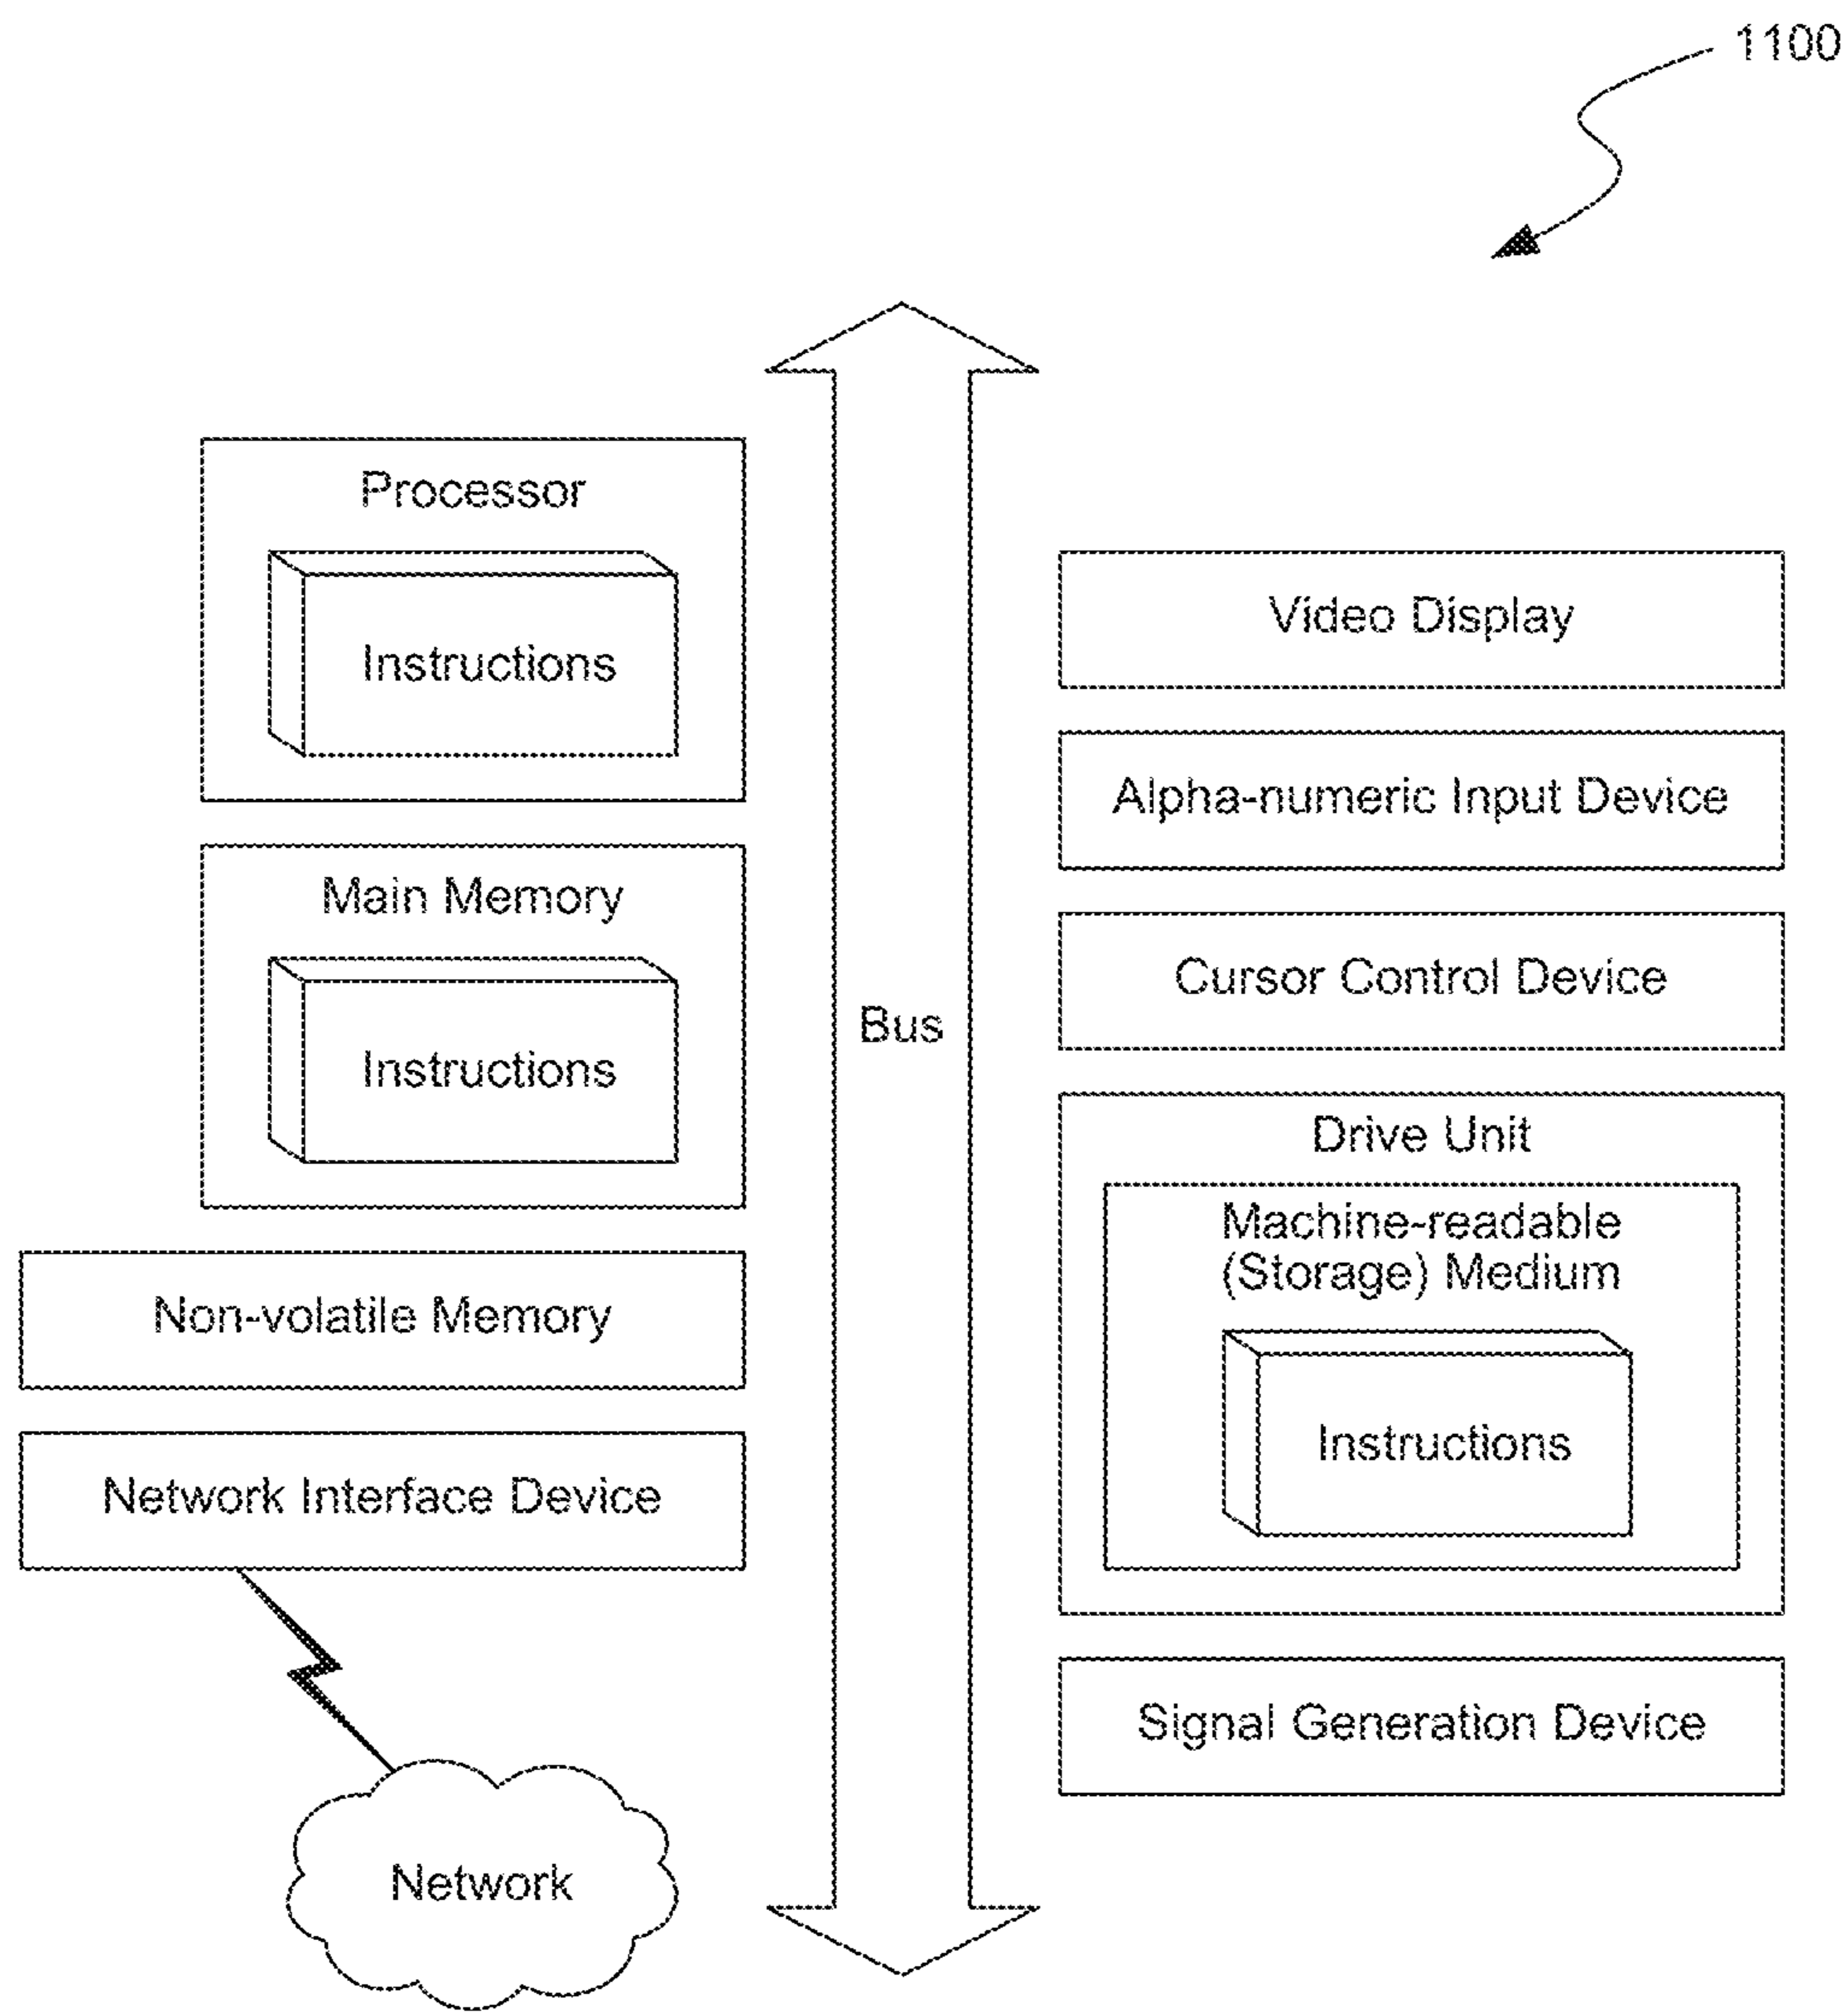 1100
Processor
Instructions
Main Memory
Instructions
Non-volatile Memory
Network Interface Device
Network
Bus
Video Display
Alpha-numeric Input Device
Cursor Control Device
Drive Unit
Machine-readable
(Storage) Medium
Instructions
Signal Generation Device